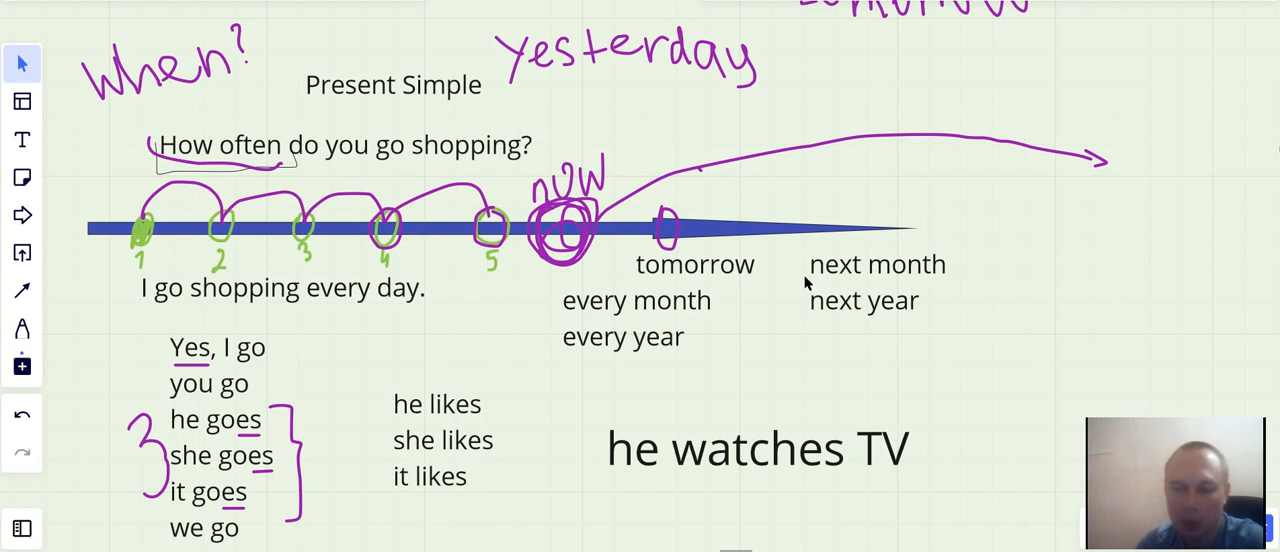 When?
Yesterday
Present Simple
How often do you go shopping?
now
1 2 3 4 5
tomorrow
next month
I go shopping every day.
every month
next year
every year
Yes, I go
you go
he goes
she goes
it goes
we go
3
he likes
she likes
it likes
he watches TV